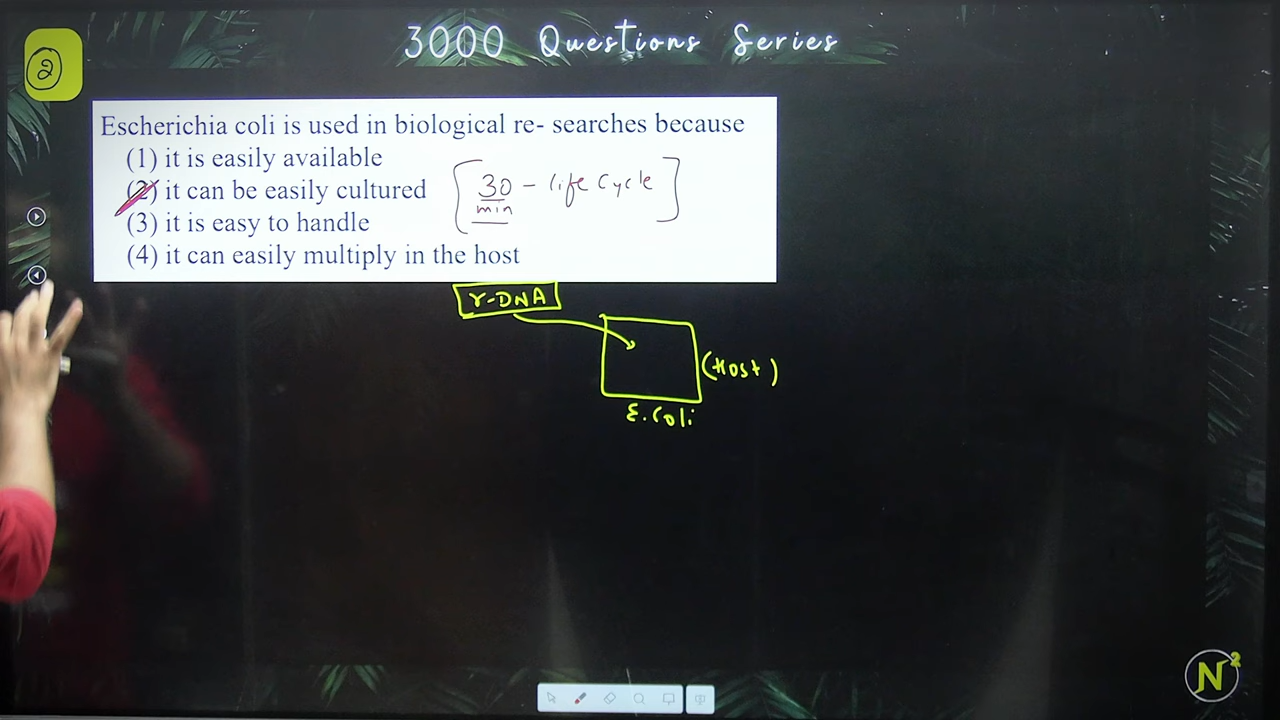 3000 Questions Series
2
Escherichia coli is used in biological re- searches because
(1) it is easily available
(2) it can be easily cultured
(3) it is easy to handle
(4) it can easily multiply in the host
30 min - life Cycle
r-DNA
(Host)
E.Coli
N2